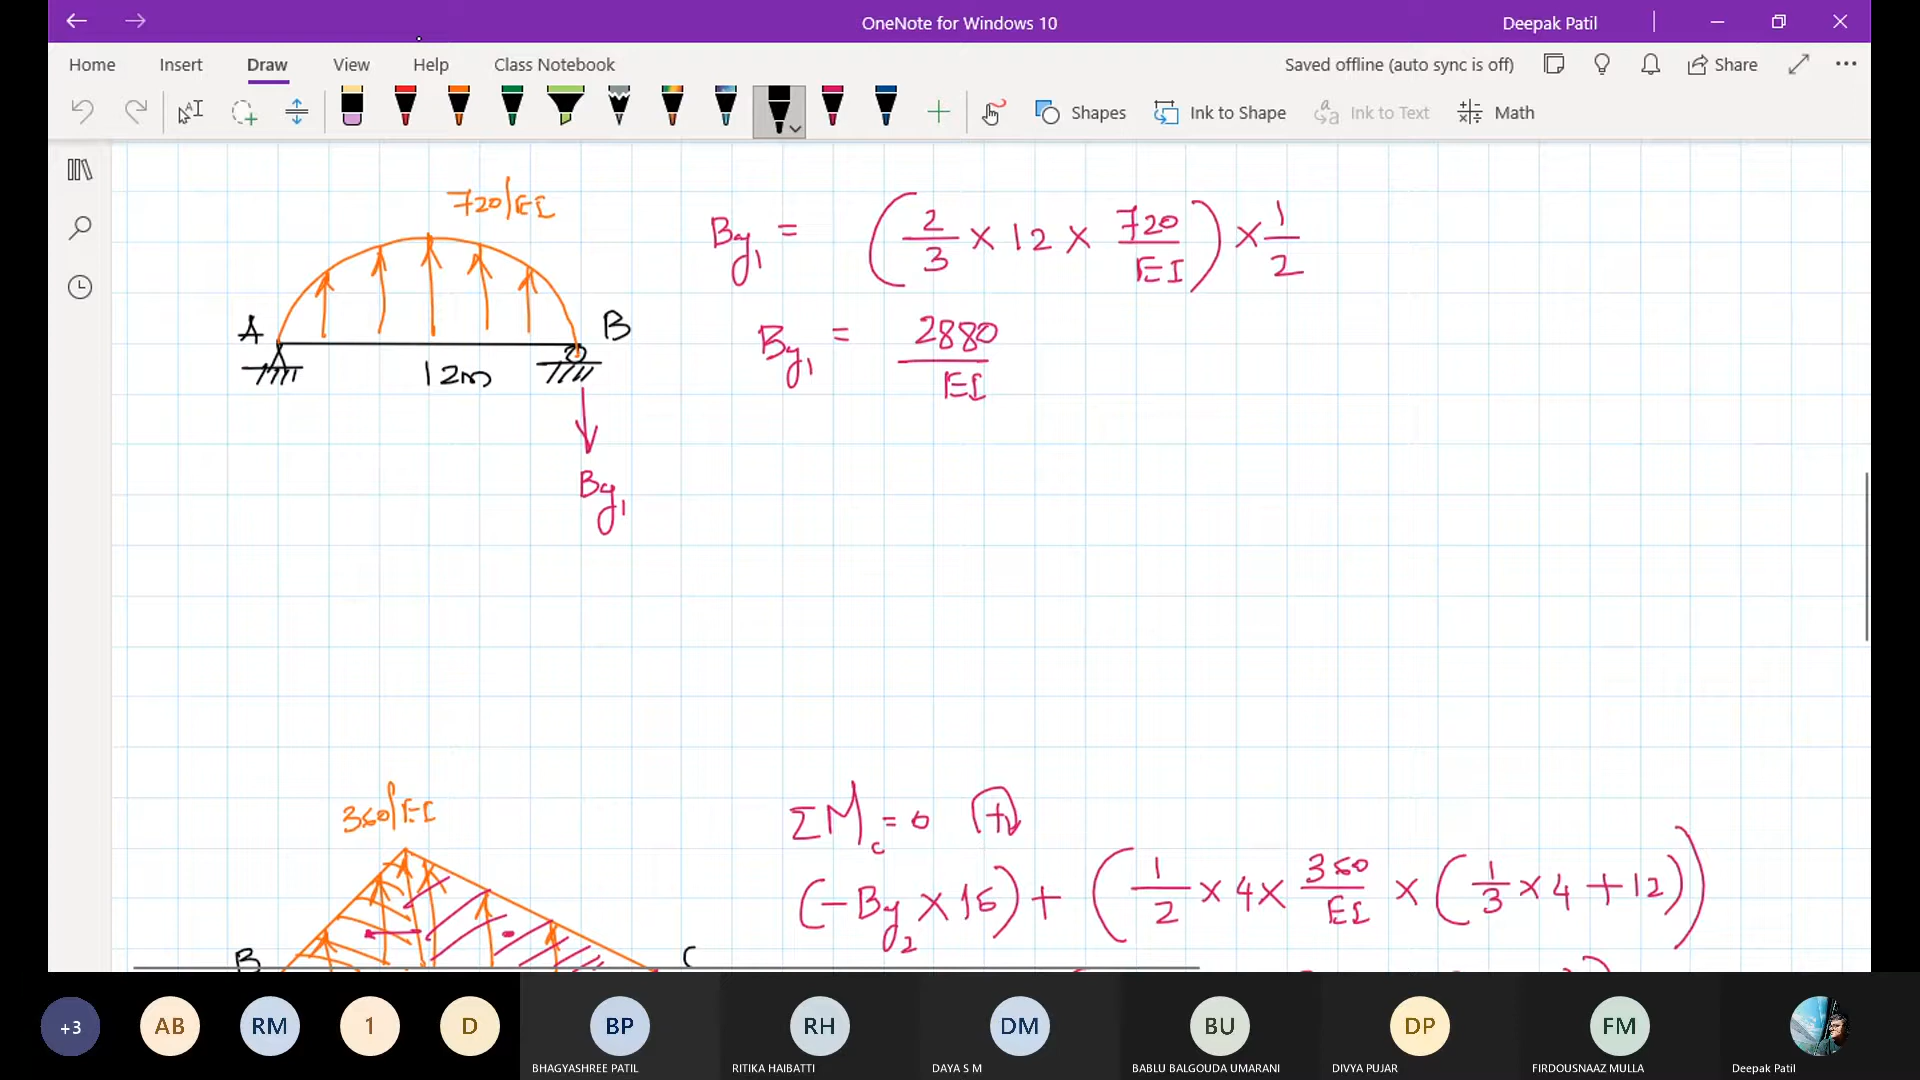 OneNote for Windows 10
Deepak Patil
Home Insert Draw View Help Class Notebook
Saved offline (auto sync is off) Share
Shapes Ink to Shape Ink to Text Math
720/EI
By1 = (2/3 × 12 × 720/EI) × 1/2
A B
12m
By1 = 2880/EI
By1
360/EI
ΣMc = 0 (+
(-By2 × 16) + (1/2 × 4 × 360/EI × (1/3 × 4 + 12))
B C
+3 AB RM 1 D BP RH DM BU DP FM
BHAGYASHREE PATIL RITIKA HAIBATTI DAYA S M BABLU BALGOUDA UMARANI DIVYA PUJAR FIRDOUSNAAZ MULLA Deepak Patil